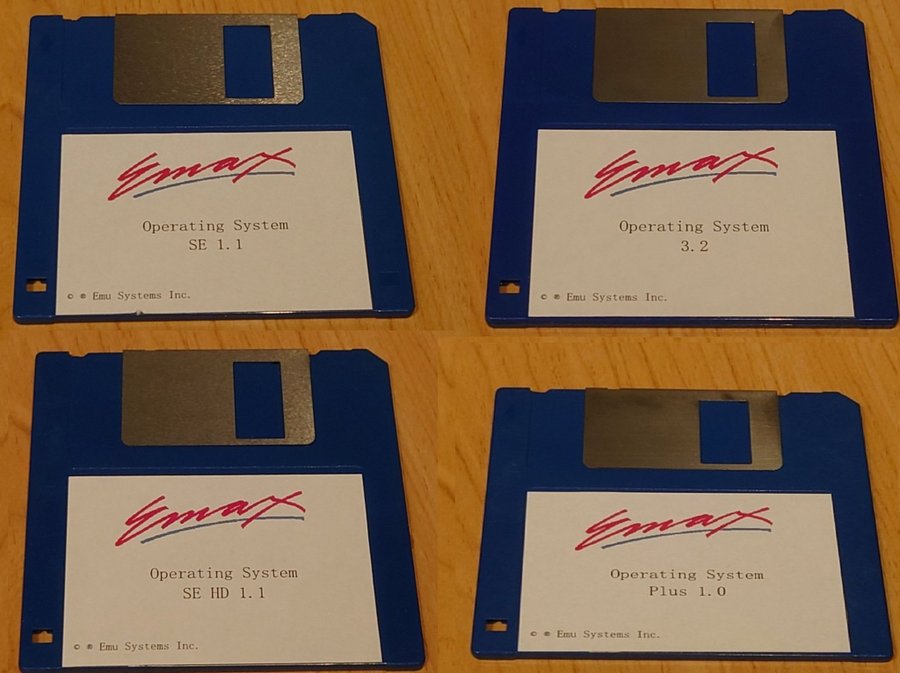 Emax
Operating System
SE 1.1
© ® Emu Systems Inc.
Emax
Operating System
3.2
© ® Emu Systems Inc.
Emax
Operating System
SE HD 1.1
© ® Emu Systems Inc.
Emax
Operating System
Plus 1.0
© ® Emu Systems Inc.